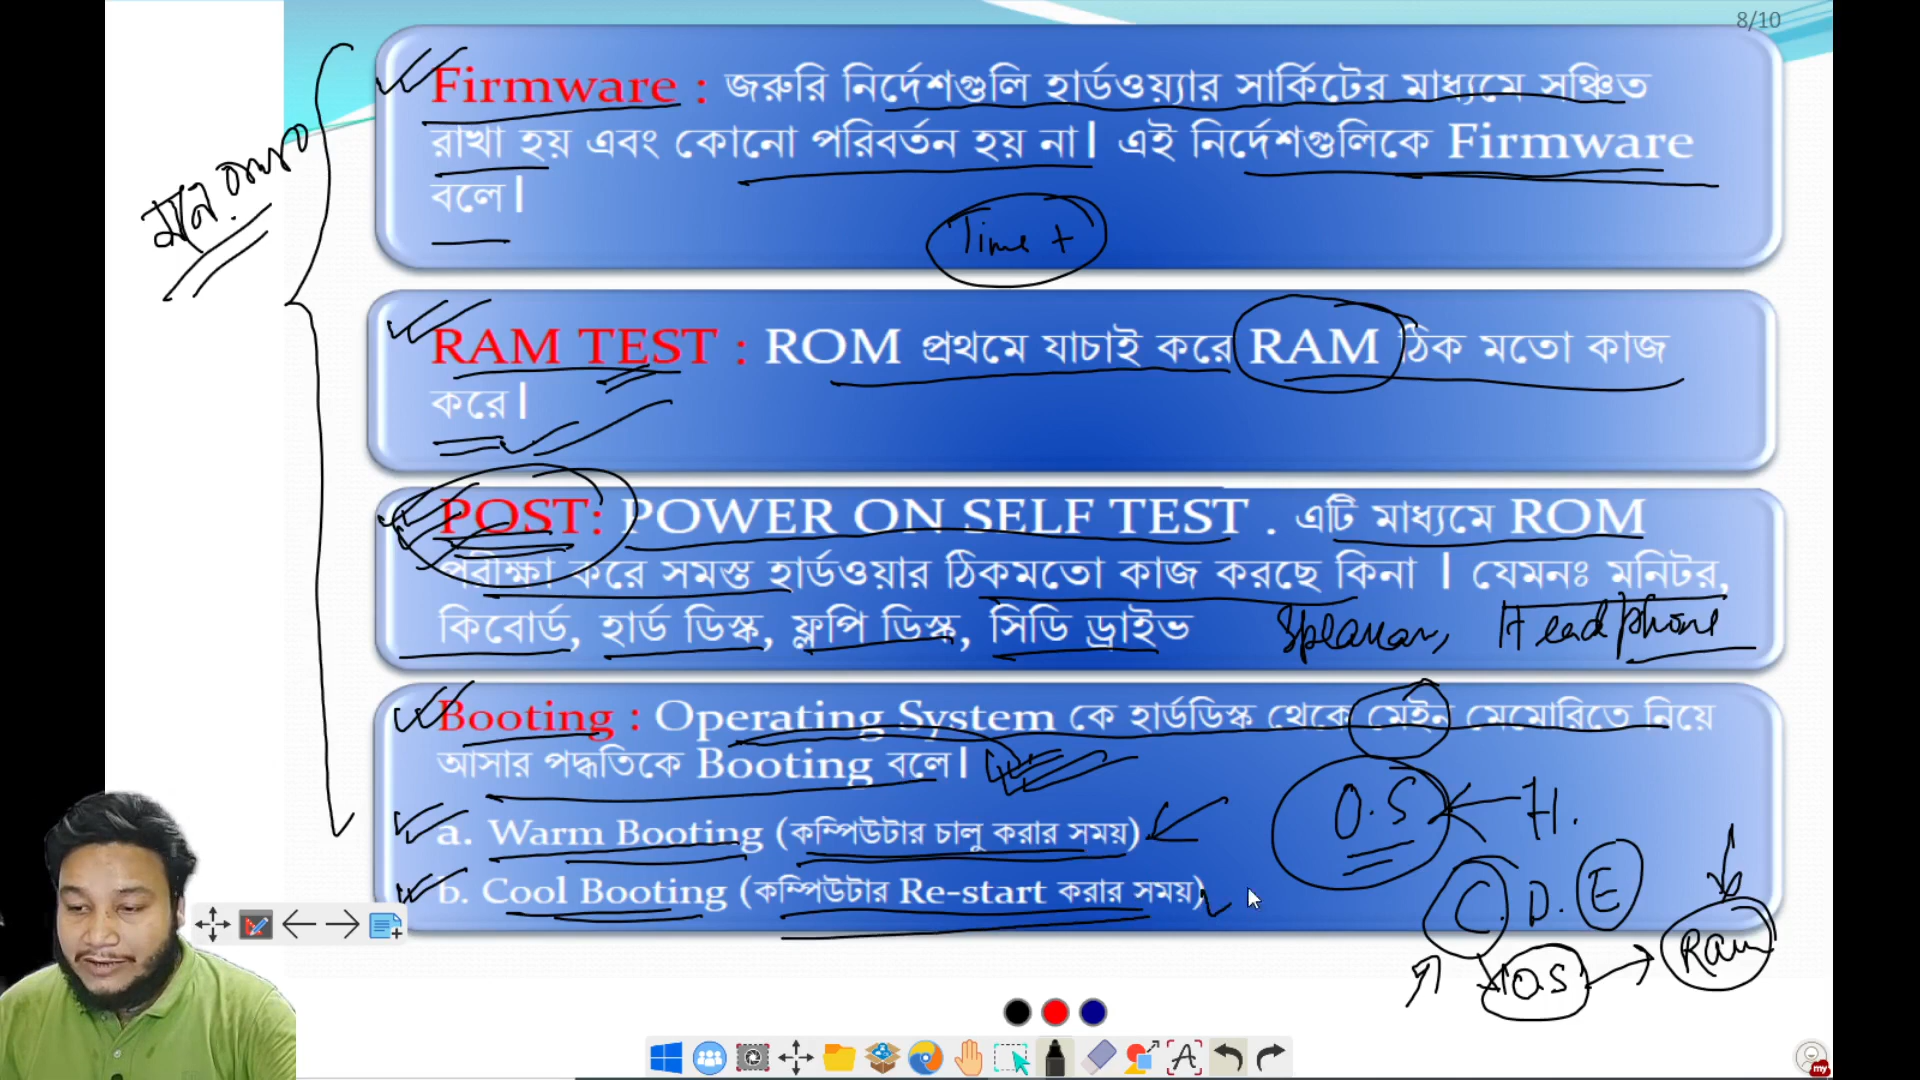 8/10
Firmware : জরুরি নির্দেশগুলি হার্ডওয়্যার সার্কিটের মাধ্যমে সঞ্চিত
রাখা হয় এবং কোনো পরিবর্তন হয় না। এই নির্দেশগুলিকে Firmware
বলে।
Time +
RAM TEST : ROM প্রথমে যাচাই করে RAM ঠিক মতো কাজ
করে।
POST: POWER ON SELF TEST . এটি মাধ্যমে ROM
পরীক্ষা করে সমস্ত হার্ডওয়ার ঠিকমতো কাজ করছে কিনা । যেমনঃ মনিটর,
কিবোর্ড, হার্ড ডিস্ক, ফ্লপি ডিস্ক, সিডি ড্রাইভ Headphone
Booting : Operating System কে হার্ডডিস্ক থেকে মেইন মেমোরিতে নিয়ে
আসার পদ্ধতিকে Booting বলে।
O.S H.
a. Warm Booting (কম্পিউটার চালু করার সময়)
b. Cool Booting (কম্পিউটার Re-start করার সময়)
C. D. E
O.S Ram